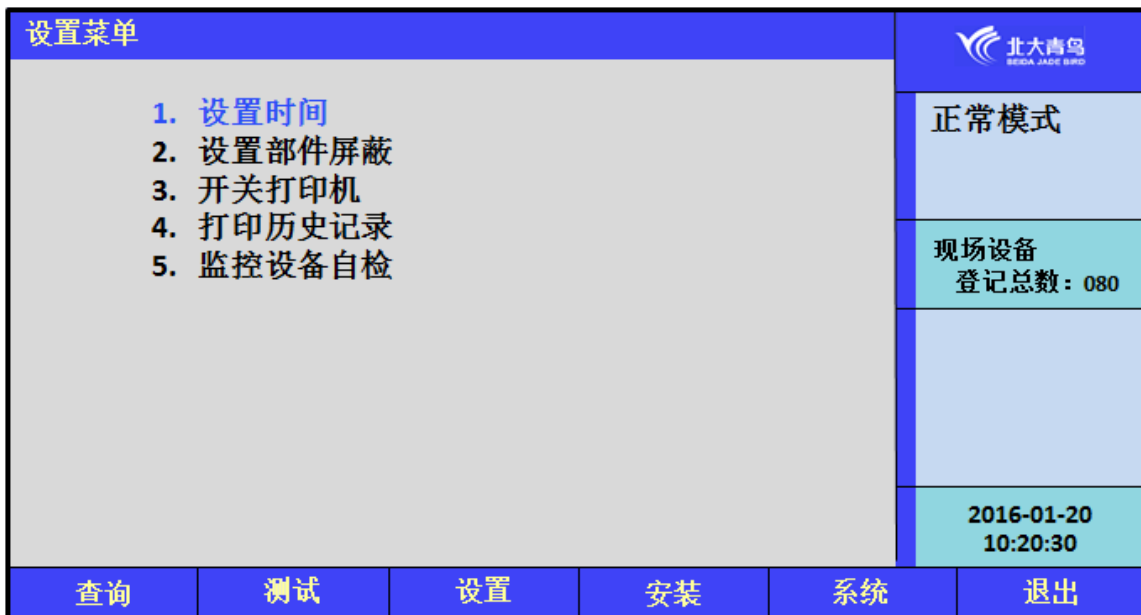 设置菜单
北大青鸟
BEIDA JADE BIRD
1. 设置时间
2. 设置部件屏蔽
3. 开关打印机
4. 打印历史记录
5. 监控设备自检
正常模式
现场设备
登记总数：080
2016-01-20
10:20:30
查询 测试 设置 安装 系统 退出